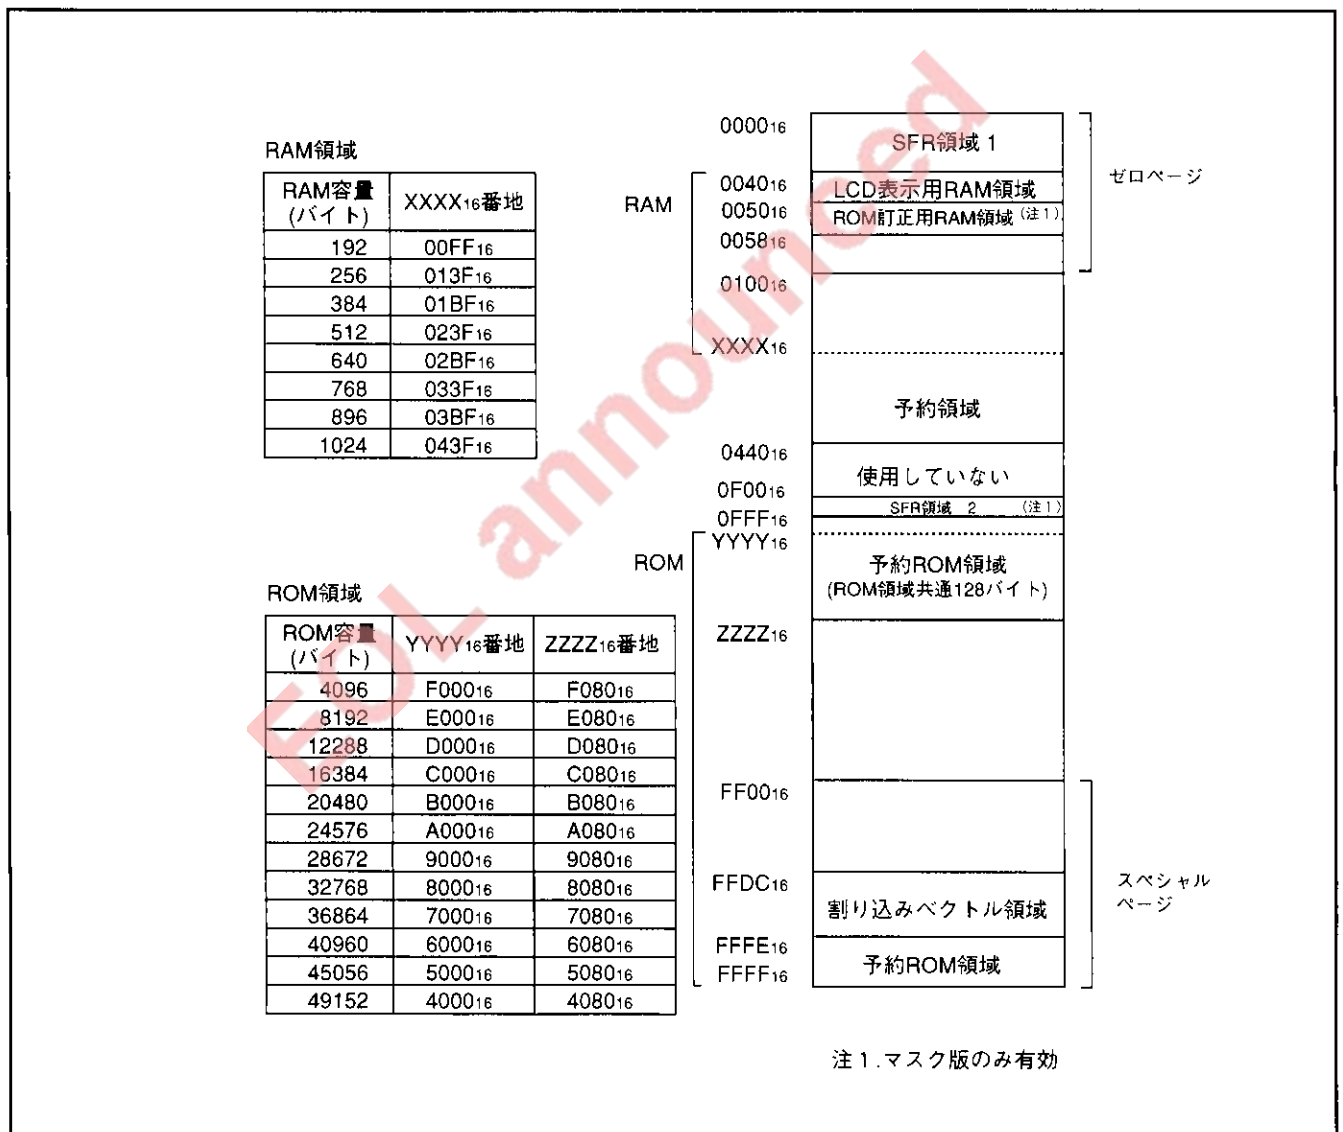 RAM領域
RAM容量
(バイト)
XXXX16番地
192 00FF16
256 013F16
384 01BF16
512 023F16
640 02BF16
768 033F16
896 03BF16
1024 043F16
ROM領域
ROM容量
(バイト)
YYYY16番地 ZZZZ16番地
4096 F00016 F08016
8192 E00016 E08016
12288 D00016 D08016
16384 C00016 C08016
20480 B00016 B08016
24576 A00016 A08016
28672 900016 908016
32768 800016 808016
36864 700016 708016
40960 600016 608016
45056 500016 508016
49152 400016 408016
RAM
ROM
000016
SFR領域 1
004016
LCD表示用RAM領域
005016
ROM訂正用RAM領域(注1)
005816
010016
XXXX16
予約領域
044016
使用していない
0F0016
SFR領域 2 (注1)
0FFF16
YYYY16
予約ROM領域
(ROM領域共通128バイト)
ZZZZ16
FF0016
FFDC16
割り込みベクトル領域
FFFE16
予約ROM領域
FFFF16
ゼロページ
スペシャル
ページ
注1.マスク版のみ有効
EOL announced